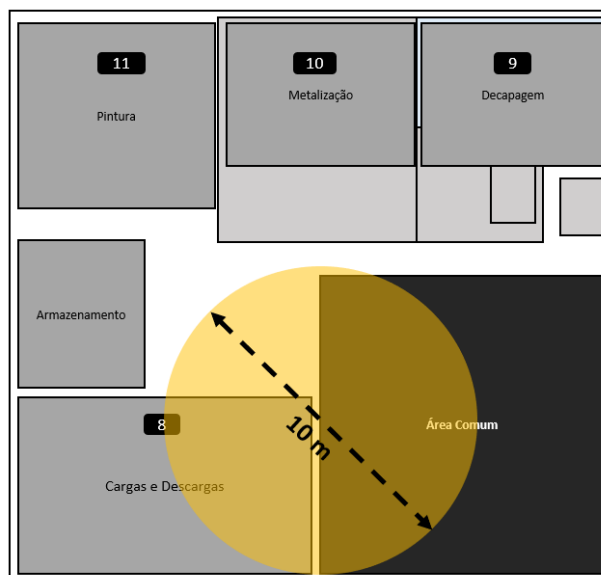 11
Pintura
10
Metalização
9
Decapagem
Armazenamento
8
Cargas e Descargas
10 m
Área Comum